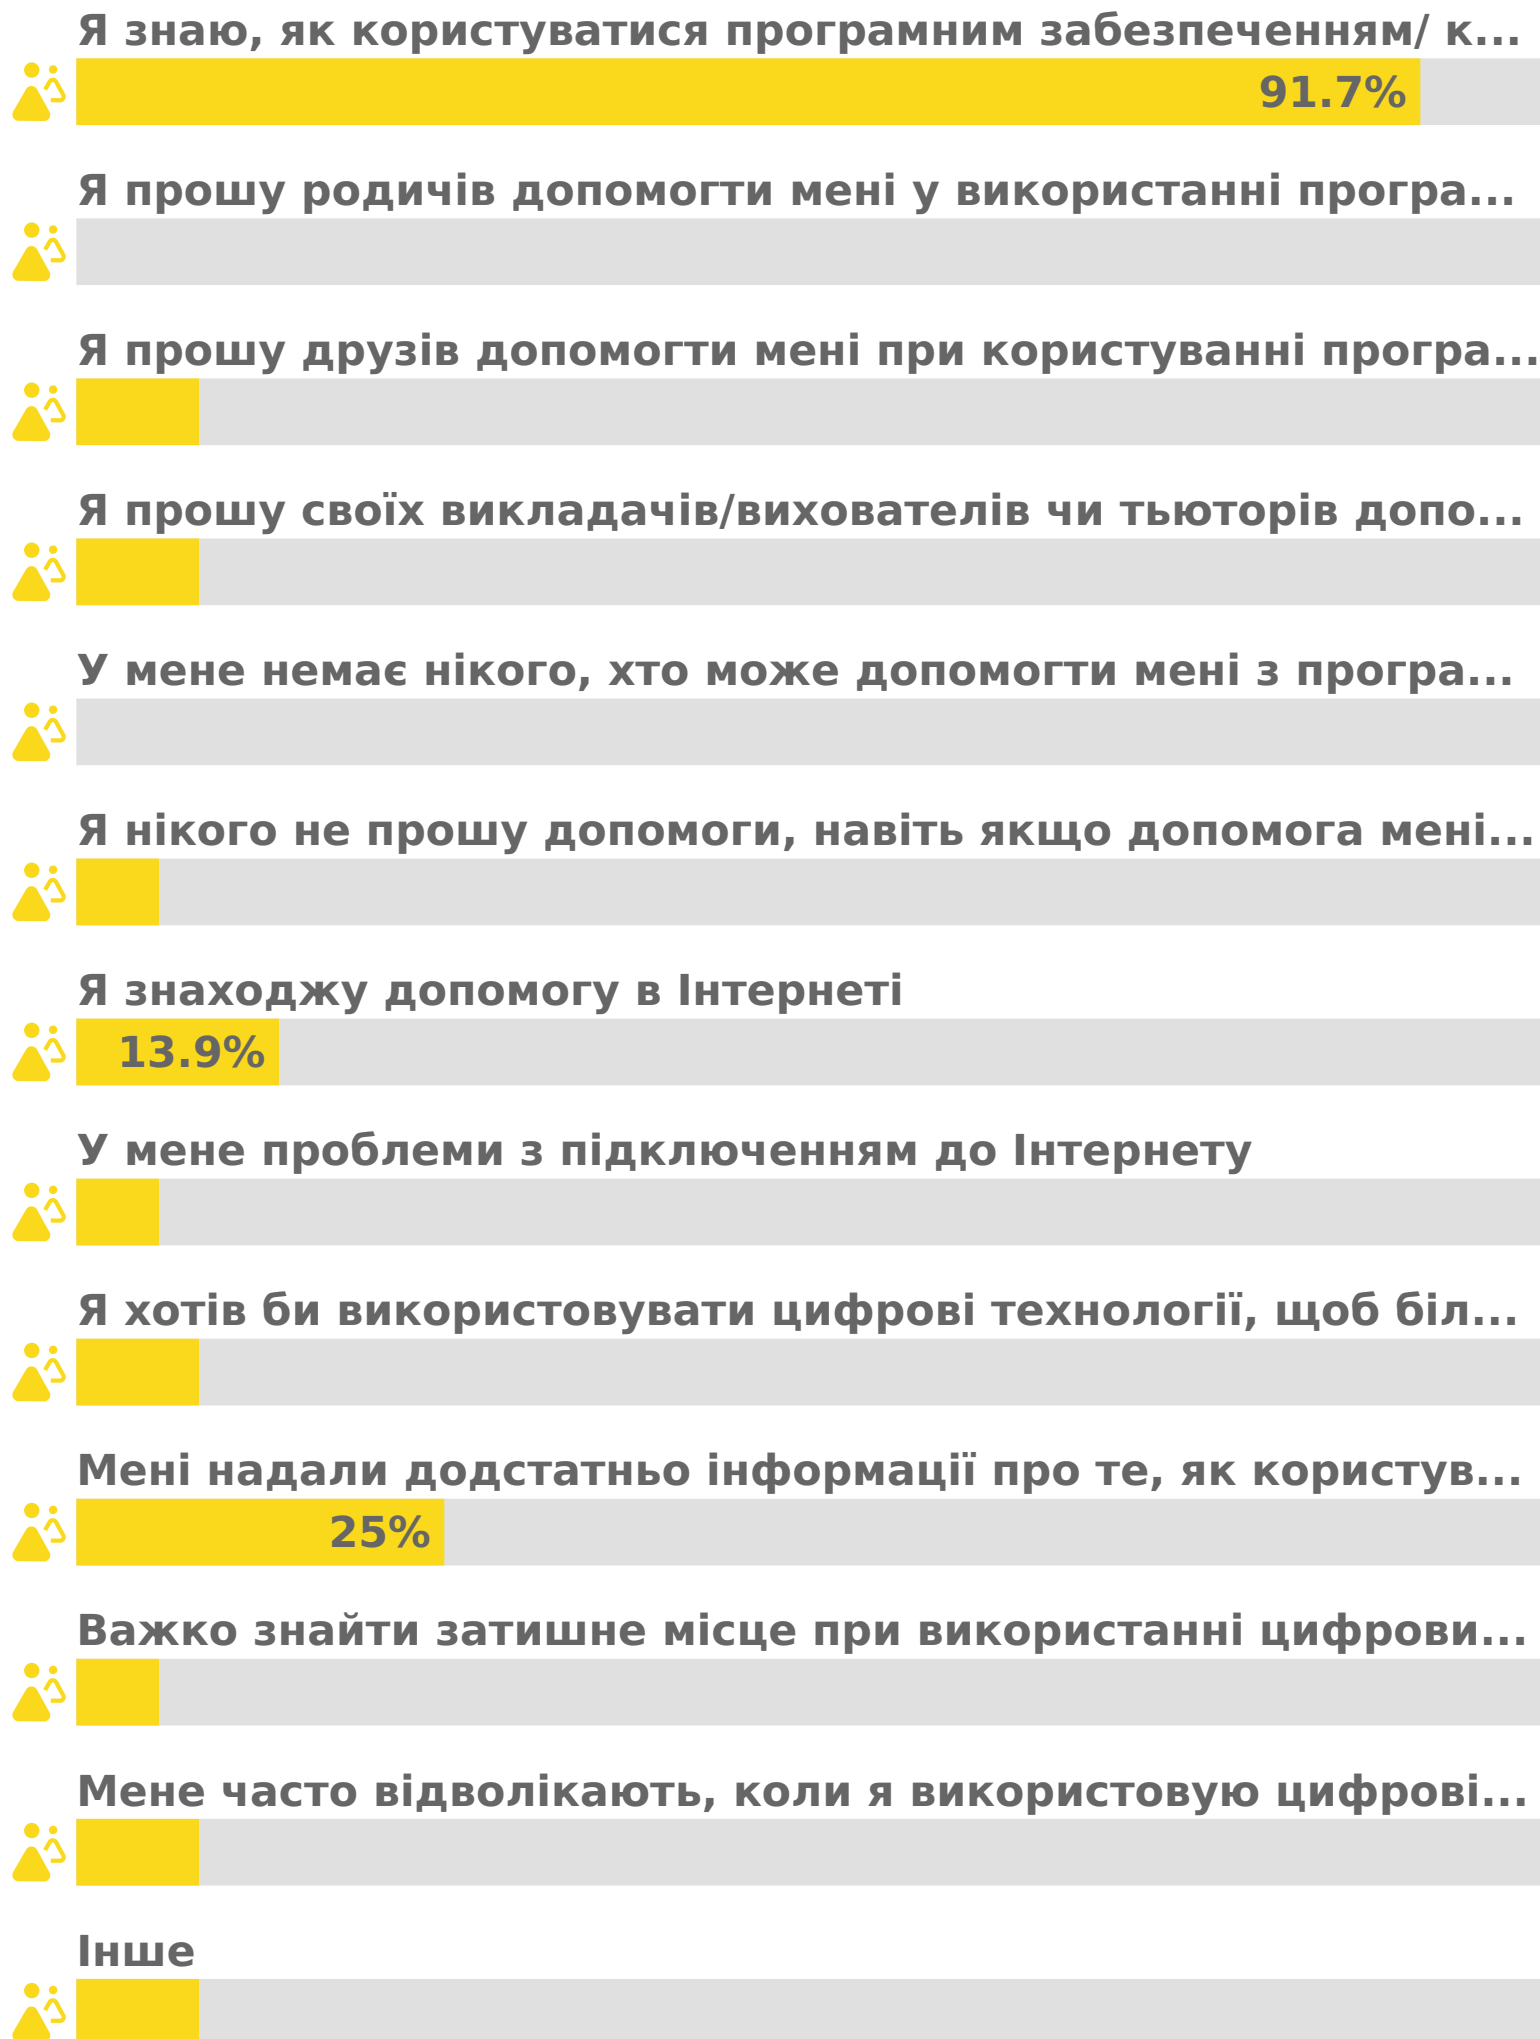 Я знаю, як користуватися програмним забезпеченням/ к...
91.7%
Я прошу родичів допомогти мені у використанні програ...
Я прошу друзів допомогти мені при користуванні програ...
Я прошу своїх викладачів/вихователів чи тьюторів допо...
У мене немає нікого, хто може допомогти мені з програ...
Я нікого не прошу допомоги, навіть якщо допомога мені...
Я знаходжу допомогу в Інтернеті
13.9%
У мене проблеми з підключенням до Інтернету
Я хотів би використовувати цифрові технології, щоб біл...
Мені надали додстатньо інформації про те, як користув...
25%
Важко знайти затишне місце при використанні цифрови...
Мене часто відволікають, коли я використовую цифрові...
Інше